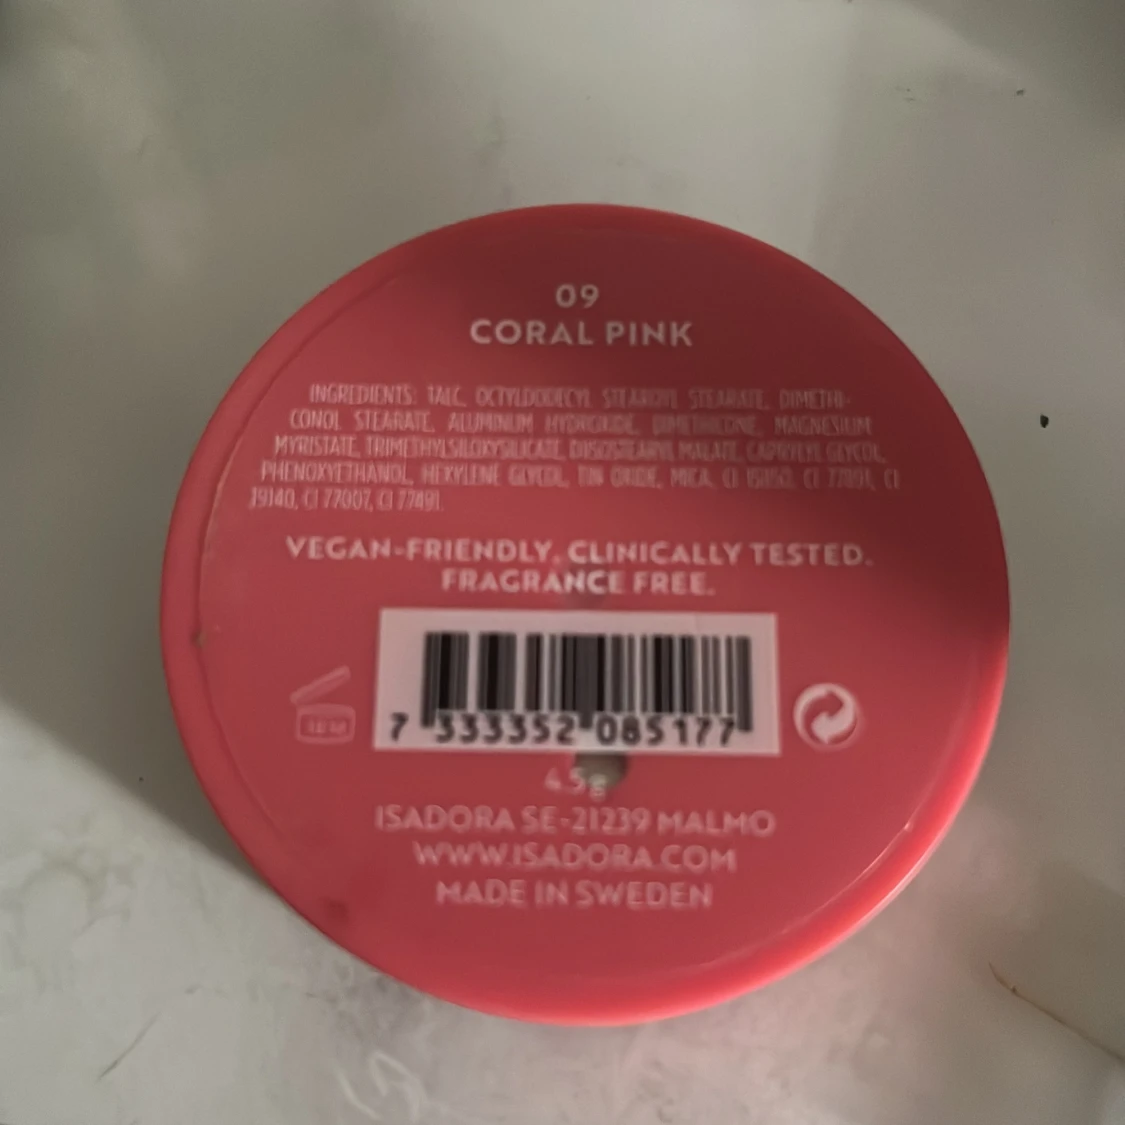 09
CORAL PINK
INGREDIENTS: TALC, OCTYLDODECYL STEAROYL STEARATE, DIMETHI-
CONOL STEARATE, ALUMINUM HYDROXIDE, DIMETHICONE, MAGNESIUM
MYRISTATE, TRIMETHYLSILOXYSILICATE, DIISOSTEARYL MALATE, CAPRYLYL GLYCOL,
PHENOXYETHANOL, HEXYLENE GLYCOL, TIN OXIDE, MICA, CI 15850, CI 77891, CI
19140, CI 77007, CI 77491.
VEGAN-FRIENDLY. CLINICALLY TESTED.
FRAGRANCE FREE.
7 333352 085177
4.5g
ISADORA SE-21239 MALMO
WWW.ISADORA.COM
MADE IN SWEDEN